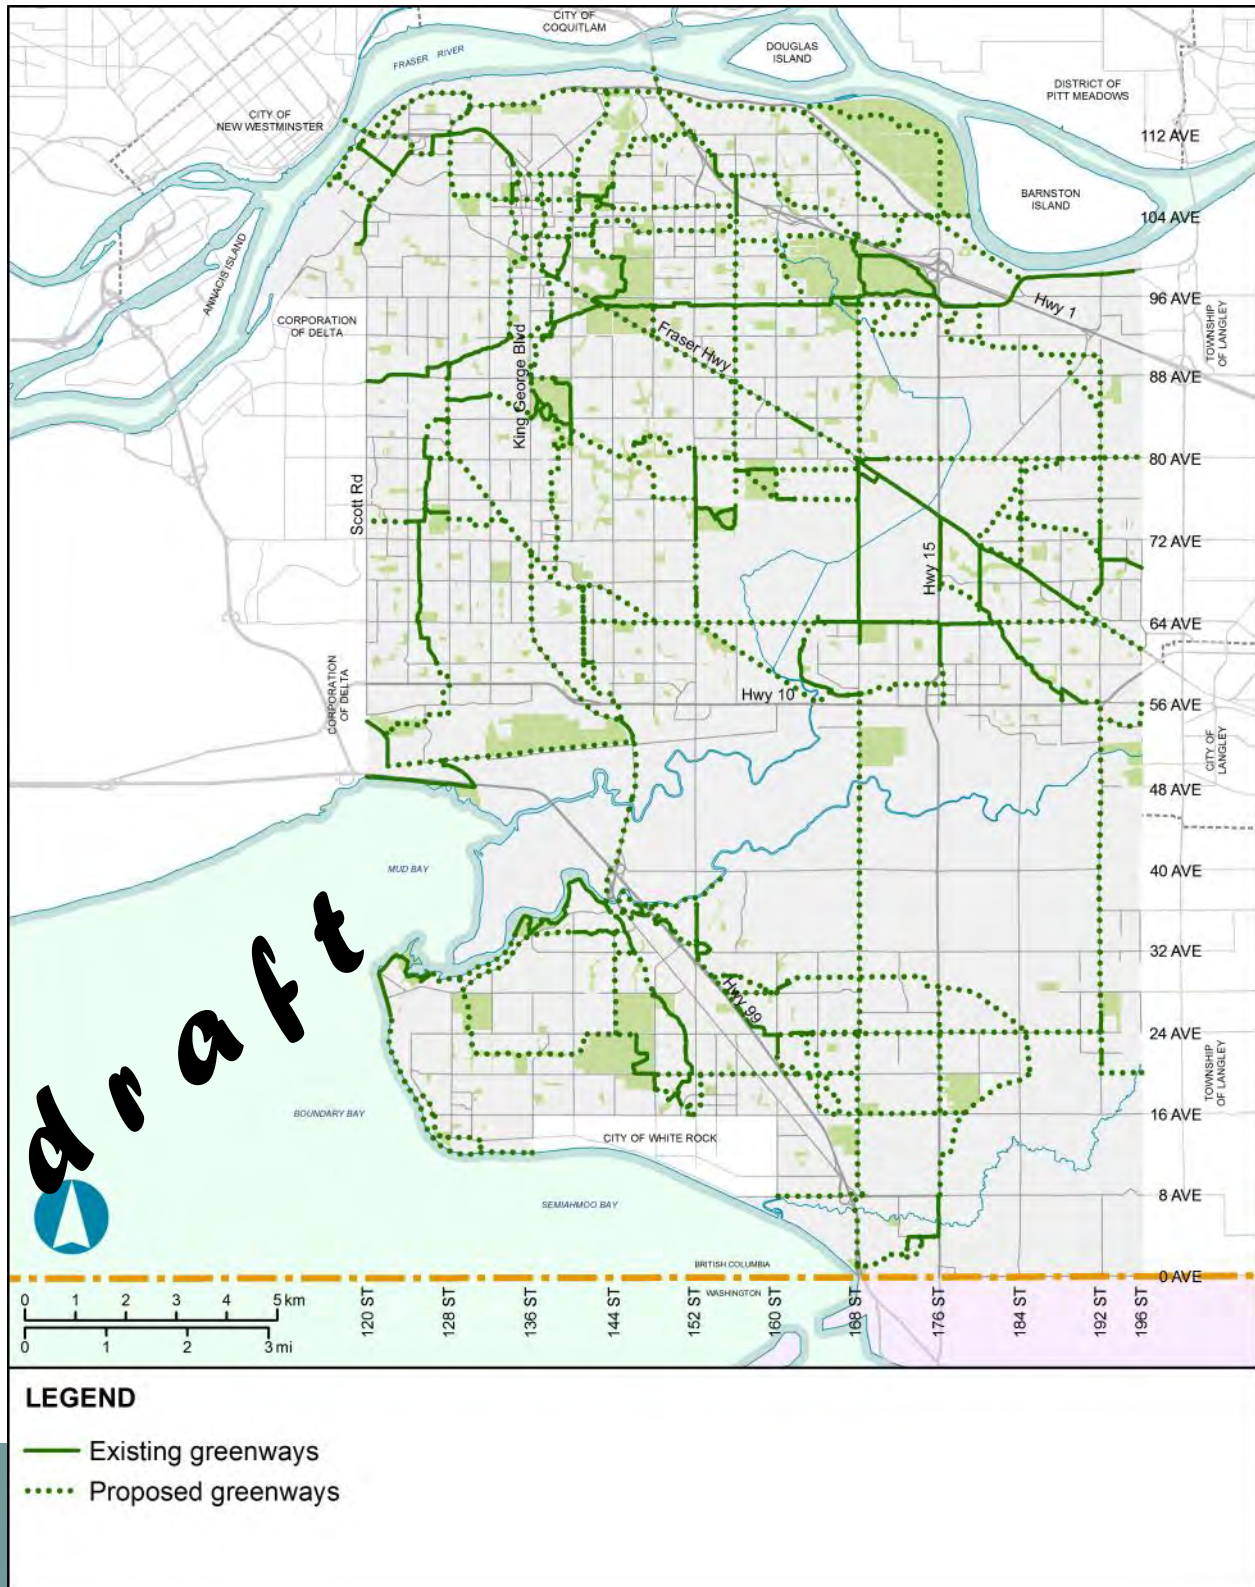 CITY OF
COQUITLAM
FRASER RIVER
DOUGLAS
ISLAND
DISTRICT OF
PITT MEADOWS
CITY OF
NEW WESTMINSTER
112 AVE
BARNSTON
ISLAND
104 AVE
ANNACIS ISLAND
CORPORATION
OF DELTA
96 AVE
Hwy 1
TOWNSHIP
OF LANGLEY
King George Blvd
Fraser Hwy
88 AVE
80 AVE
Scott Rd
72 AVE
Hwy 15
64 AVE
CORPORATION
OF DELTA
Hwy 10
56 AVE
CITY OF
LANGLEY
48 AVE
MUD BAY
40 AVE
draft
32 AVE
Hwy 99
24 AVE
TOWNSHIP
OF LANGLEY
BOUNDARY BAY
16 AVE
CITY OF WHITE ROCK
8 AVE
SEMIAHMOO BAY
BRITISH COLUMBIA
0 AVE
WASHINGTON
0 1 2 3 4 5 km
0 1 2 3 mi
120 ST
128 ST
136 ST
144 ST
152 ST
160 ST
168 ST
176 ST
184 ST
192 ST
196 ST
LEGEND
Existing greenways
Proposed greenways